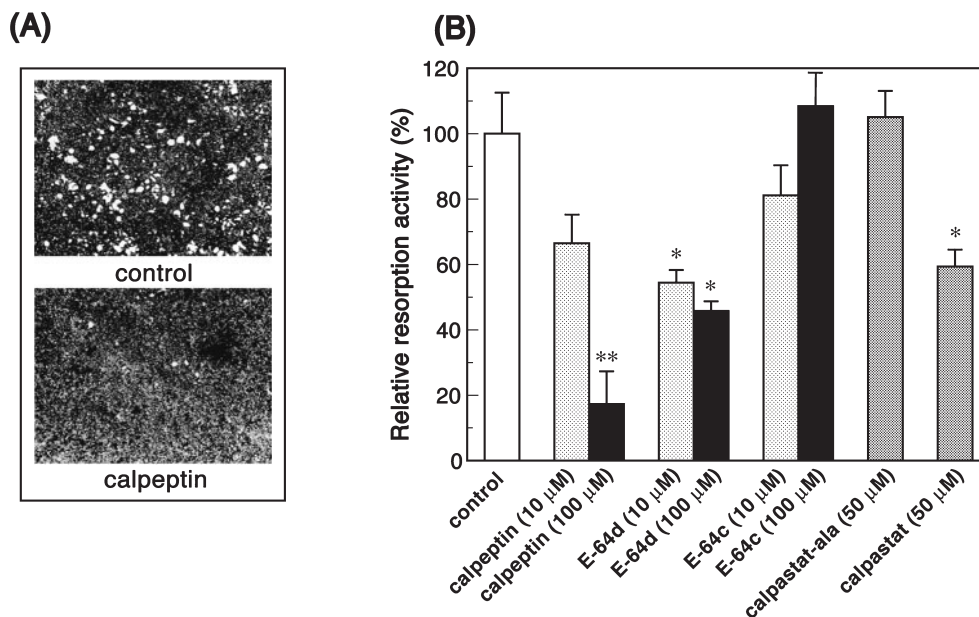 (A)
control
calpeptin
(B)
Relative resorption activity (%)
120
100
80
60
40
20
0
**
*
*
*
control
calpeptin (10 μM)
calpeptin (100 μM)
E-64d (10 μM)
E-64d (100 μM)
E-64c (10 μM)
E-64c (100 μM)
calpastat-ala (50 μM)
calpastat (50 μM)